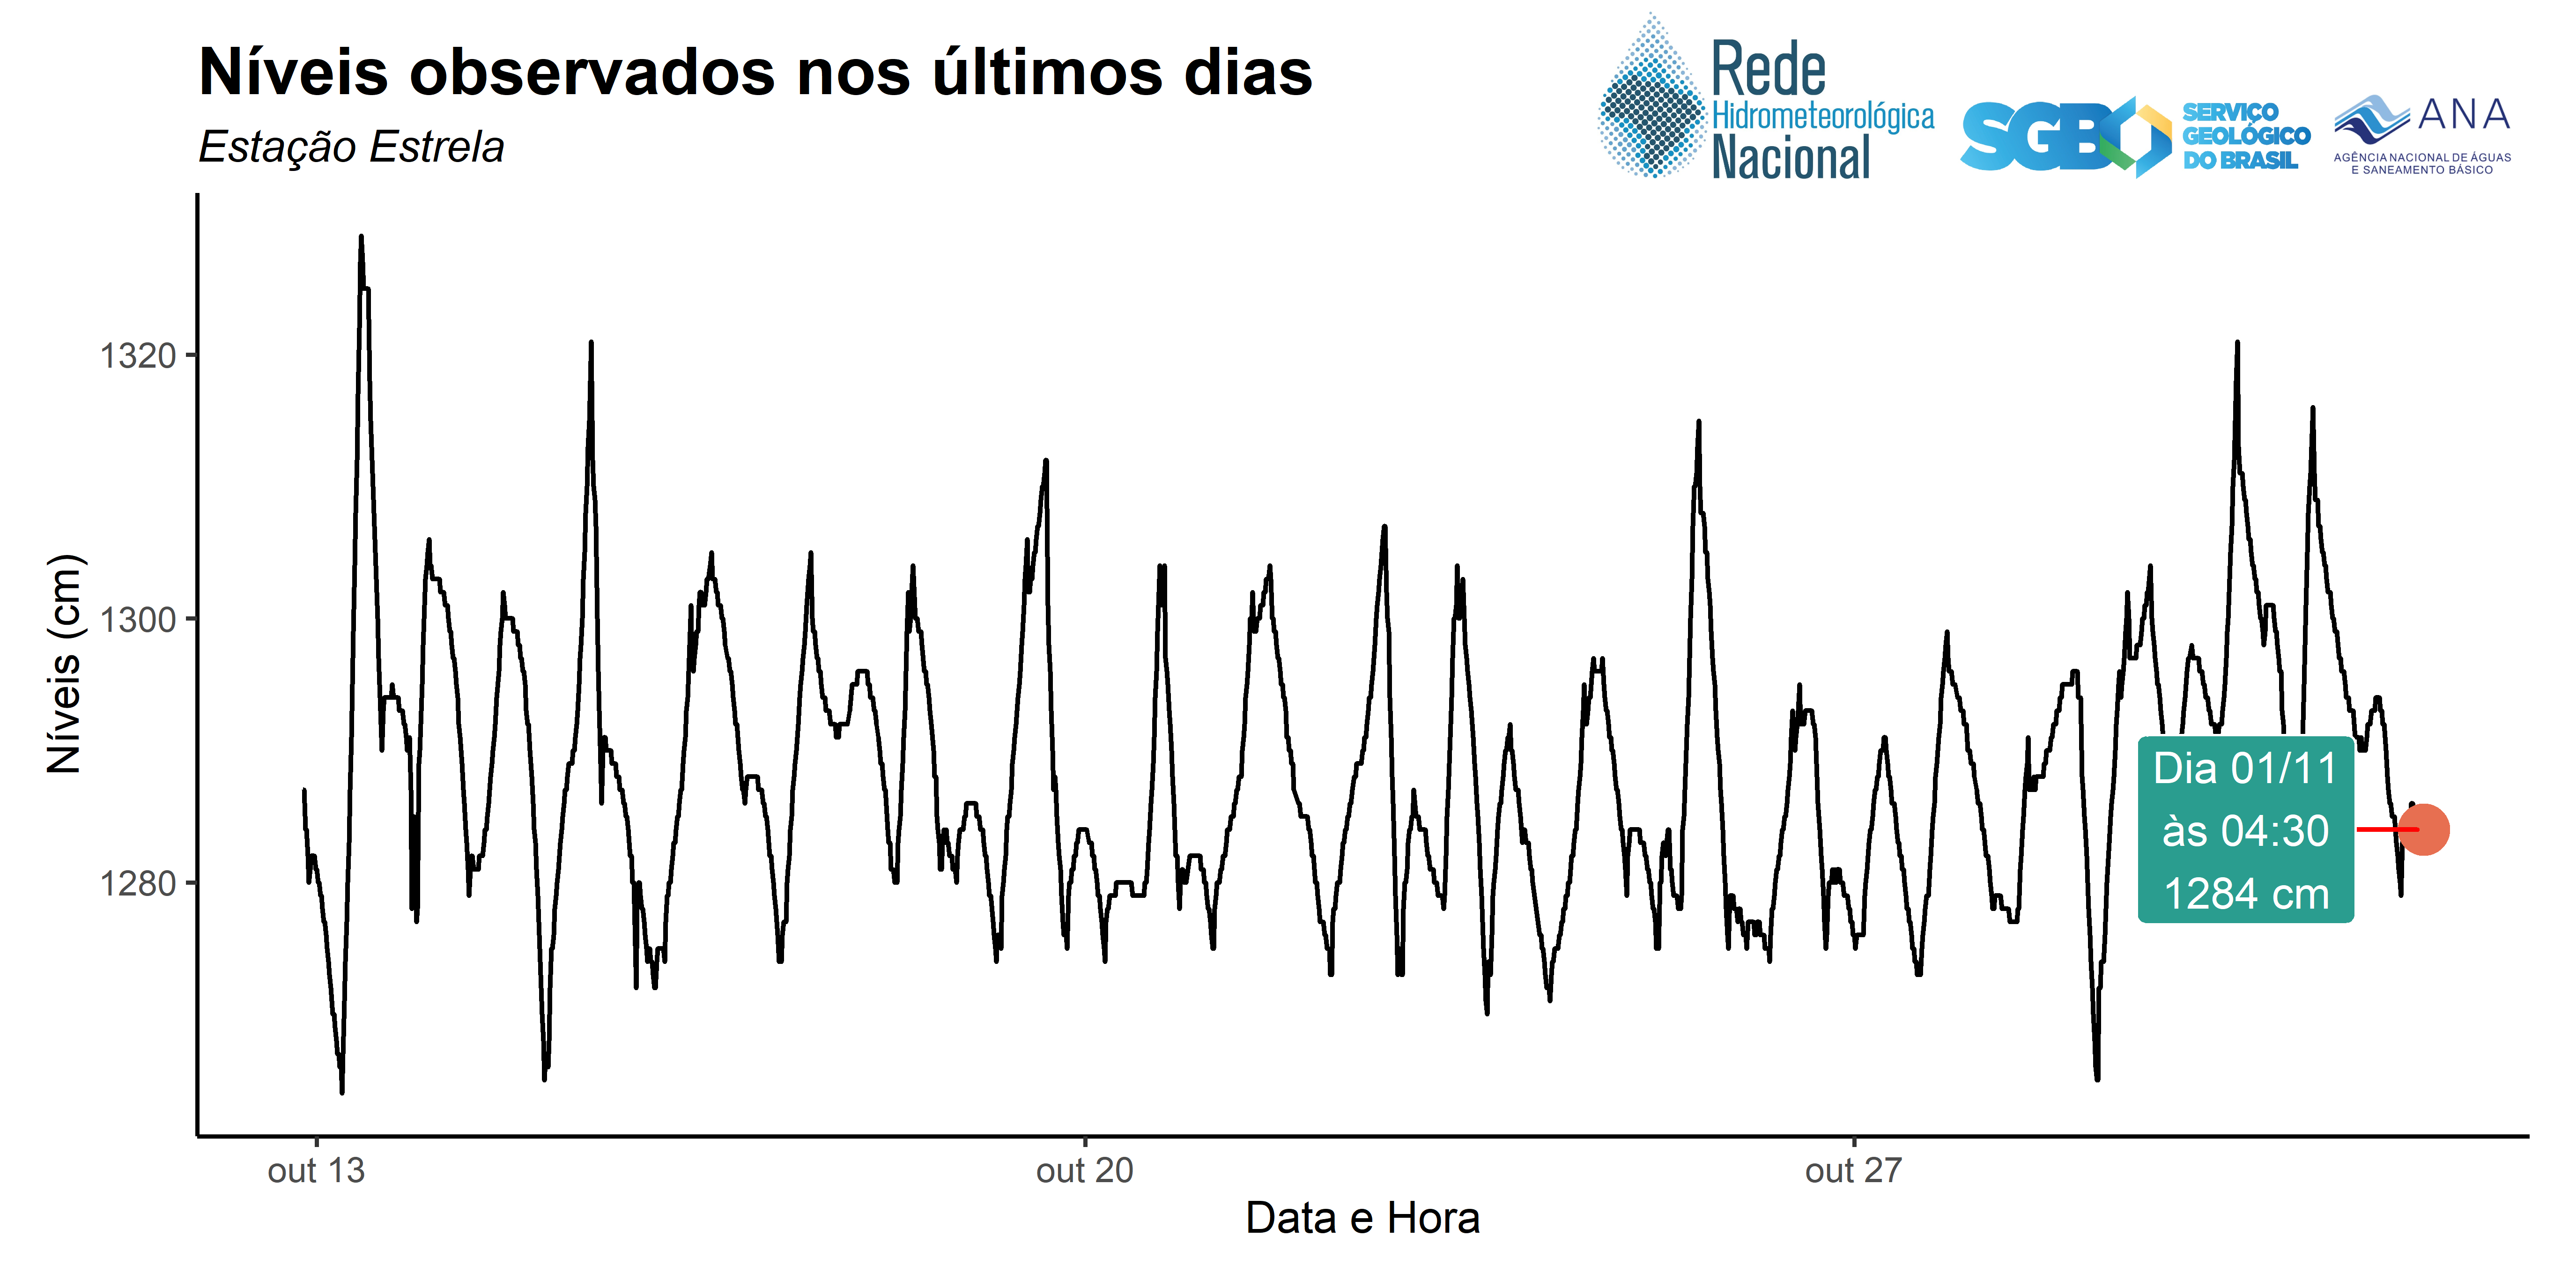 Níveis observados nos últimos dias
Estação Estrela
Rede
Hidrometeorológica
Nacional
SGB
SERVIÇO
GEOLÓGICO
DO BRASIL
ANA
AGÊNCIA NACIONAL DE ÁGUAS
E SANEAMENTO BÁSICO
Níveis (cm)
1320
1300
1280
Dia 01/11
às 04:30
1284 cm
out 13
out 20
out 27
Data e Hora